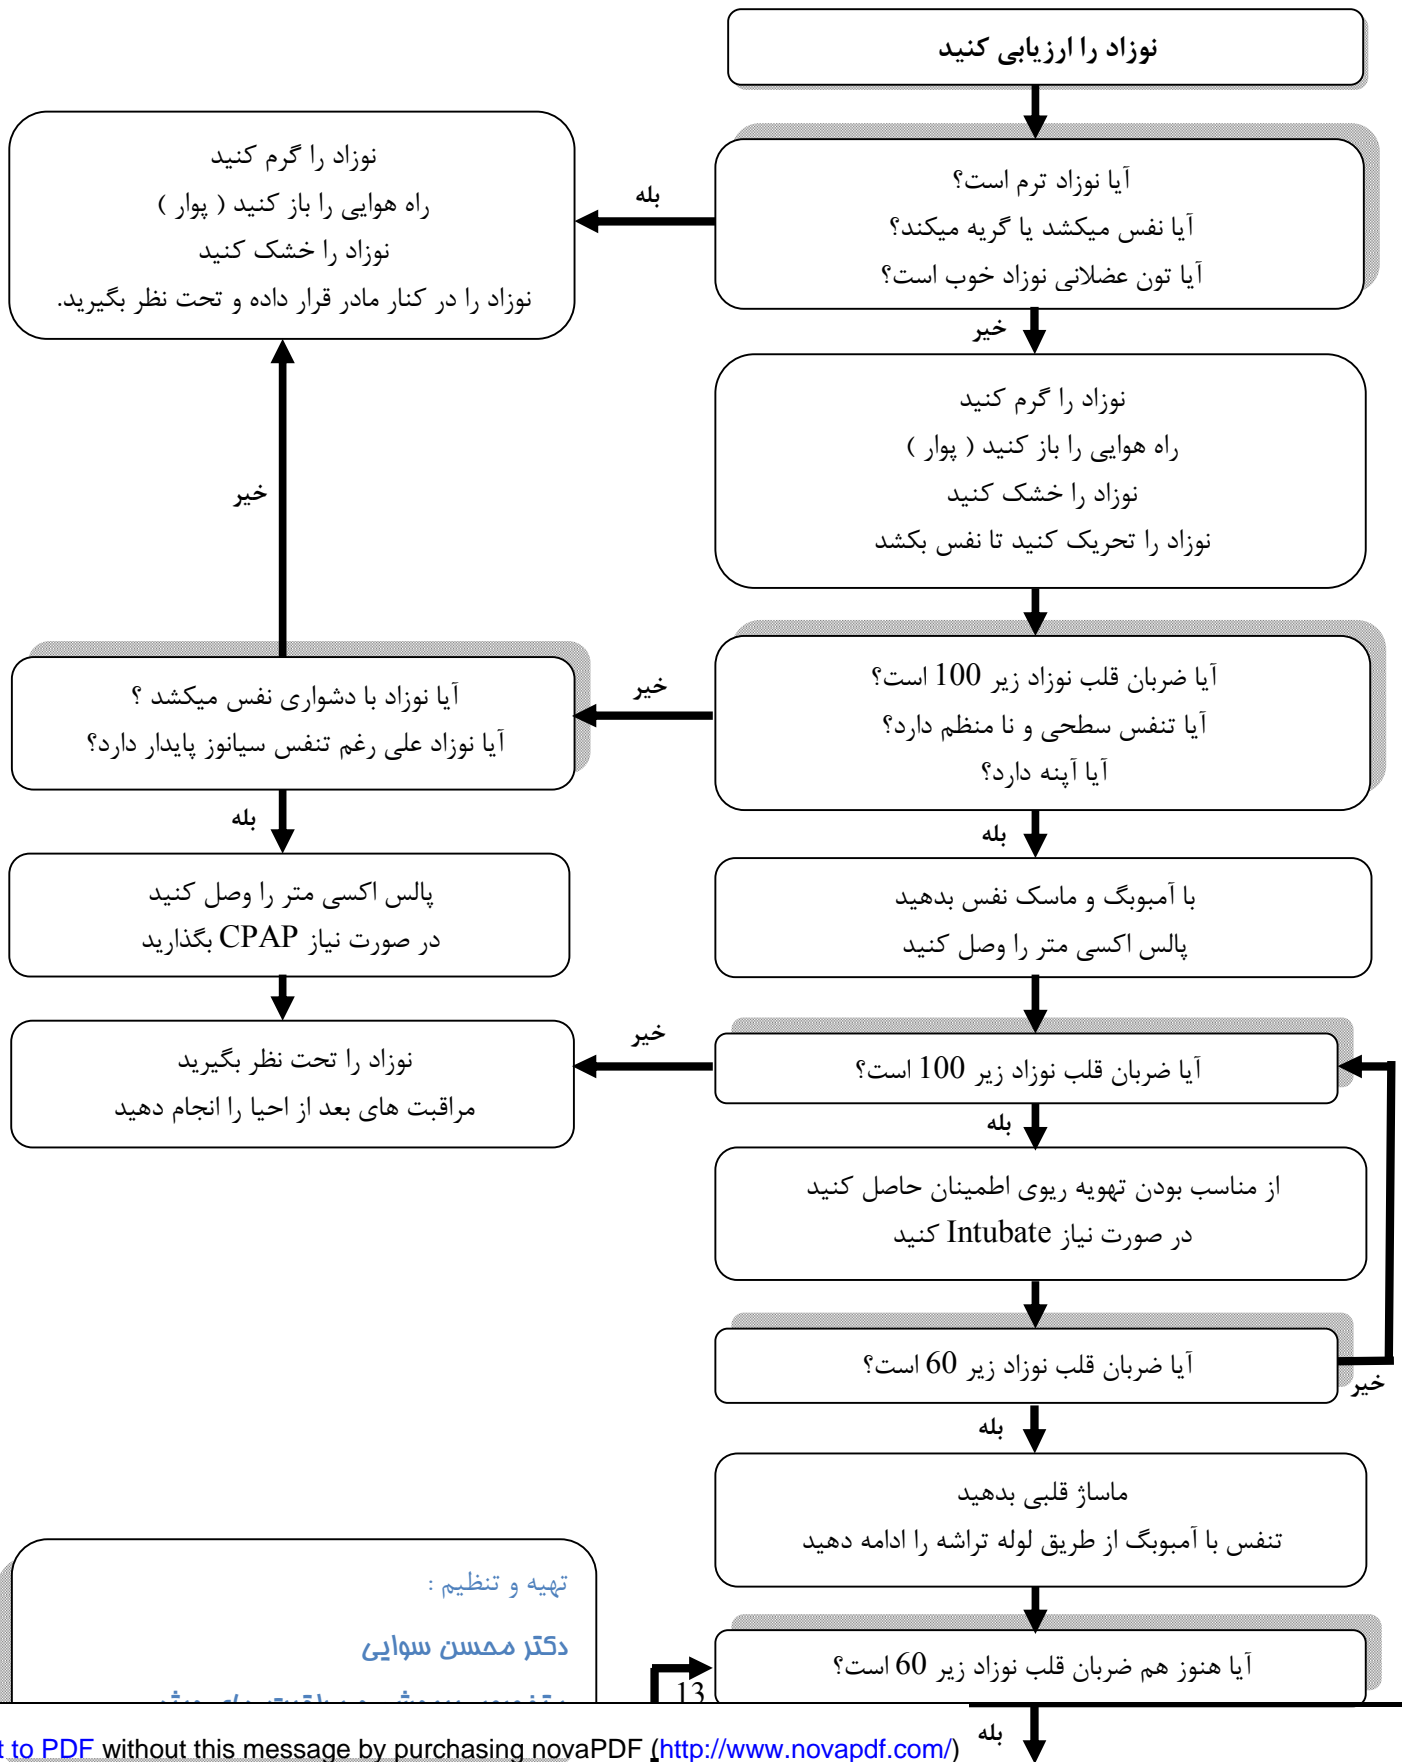 نوزاد را ارزیابی کنید
آیا نوزاد ترم است؟
آیا نفس میکشد یا گریه میکند؟
آیا تون عضلانی نوزاد خوب است؟
بله
نوزاد را گرم کنید
راه هوایی را باز کنید ( پوار )
نوزاد را خشک کنید
نوزاد را در کنار مادر قرار داده و تحت نظر بگیرید.
خیر
نوزاد را گرم کنید
راه هوایی را باز کنید ( پوار )
نوزاد را خشک کنید
نوزاد را تحریک کنید تا نفس بکشد
خیر
آیا ضربان قلب نوزاد زیر 100 است؟
آیا تنفس سطحی و نا منظم دارد؟
آیا آپنه دارد؟
خیر
آیا نوزاد با دشواری نفس میکشد ؟
آیا نوزاد علی رغم تنفس سیانوز پایدار دارد؟
بله
بله
با آمبوبگ و ماسک نفس بدهید
پالس اکسی متر را وصل کنید
پالس اکسی متر را وصل کنید
در صورت نیاز CPAP بگذارید
آیا ضربان قلب نوزاد زیر 100 است؟
خیر
نوزاد را تحت نظر بگیرید
مراقبت های بعد از احیا را انجام دهید
بله
از مناسب بودن تهویه ریوی اطمینان حاصل کنید
در صورت نیاز Intubate کنید
آیا ضربان قلب نوزاد زیر 60 است؟
خیر
بله
ماساژ قلبی بدهید
تنفس با آمبوبگ از طریق لوله تراشه را ادامه دهید
آیا هنوز هم ضربان قلب نوزاد زیر 60 است؟
بله
تهیه و تنظیم :
دکتر محسن سوایی
13
t to PDF without this message by purchasing novaPDF (http://www.novapdf.com/)